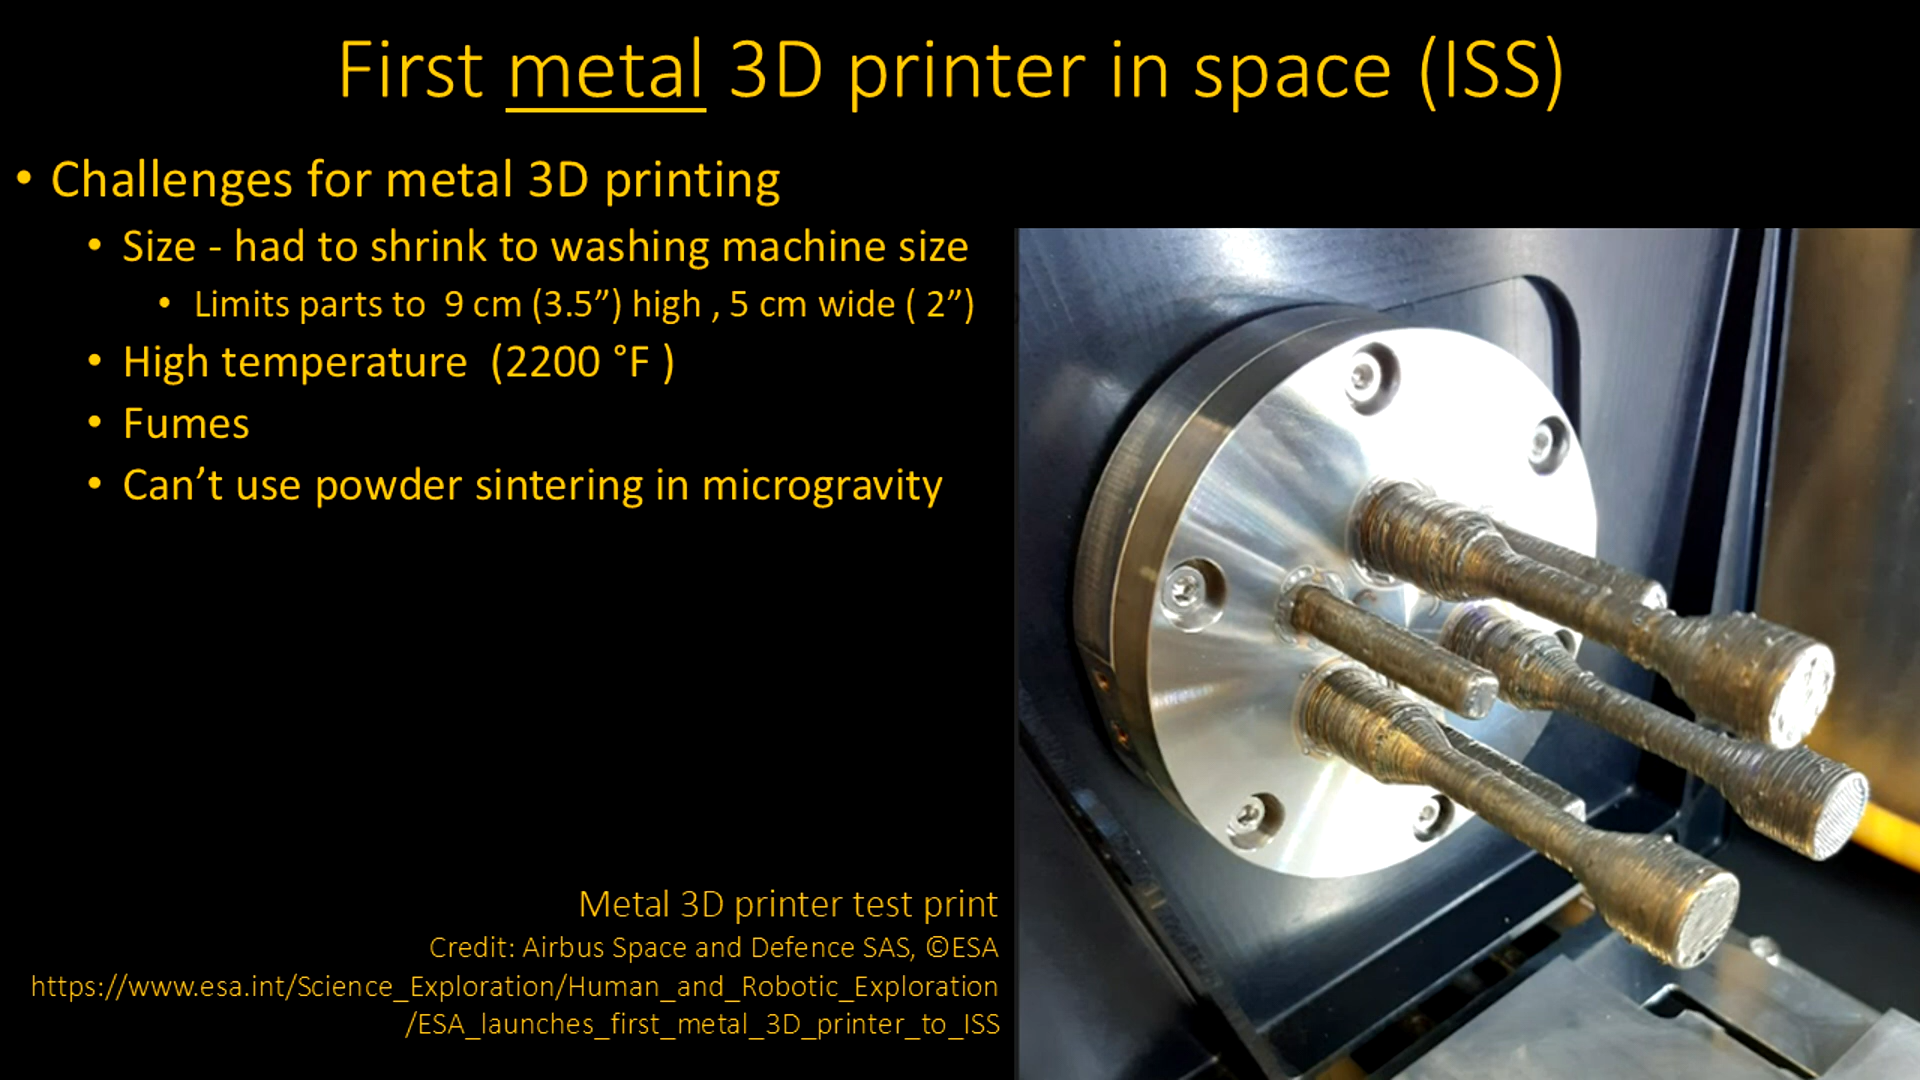 First metal 3D printer in space (ISS)
• Challenges for metal 3D printing
• Size - had to shrink to washing machine size
• Limits parts to 9 cm (3.5”) high , 5 cm wide ( 2”)
• High temperature (2200 °F )
• Fumes
• Can’t use powder sintering in microgravity
Metal 3D printer test print
Credit: Airbus Space and Defence SAS, ©ESA
https://www.esa.int/Science_Exploration/Human_and_Robotic_Exploration
/ESA_launches_first_metal_3D_printer_to_ISS